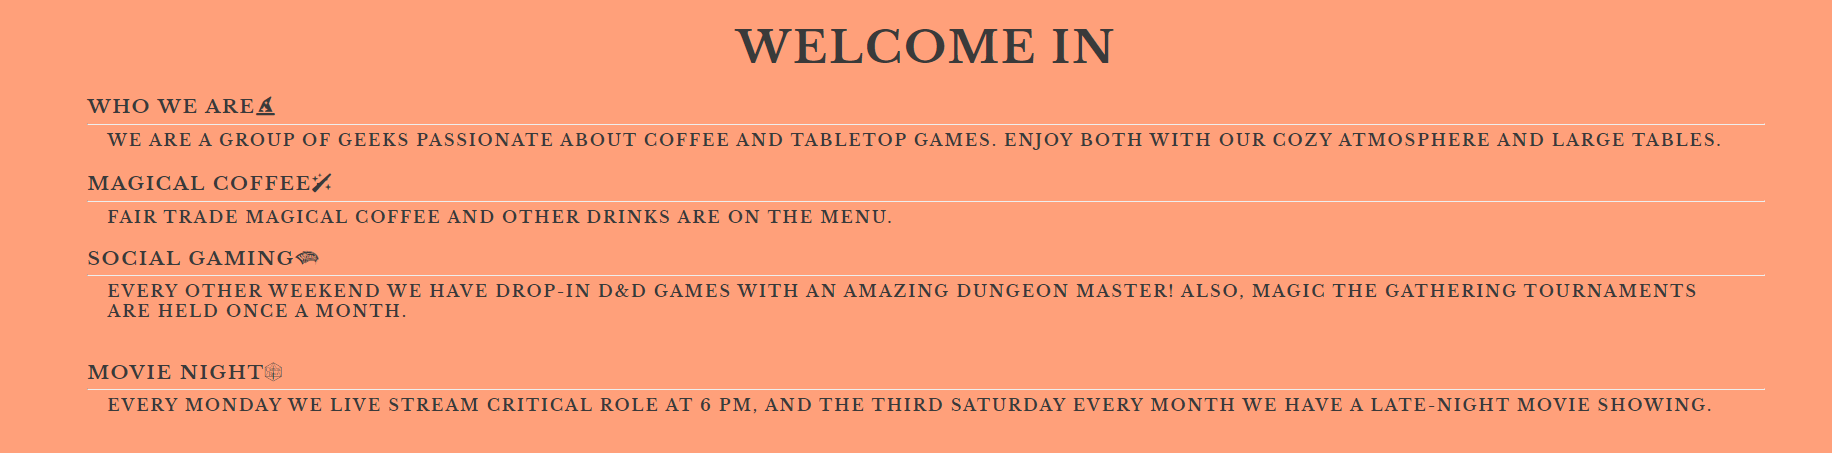 WELCOME IN
WHO WE ARE
WE ARE A GROUP OF GEEKS PASSIONATE ABOUT COFFEE AND TABLETOP GAMES. ENJOY BOTH WITH OUR COZY ATMOSPHERE AND LARGE TABLES.
MAGICAL COFFEE
FAIR TRADE MAGICAL COFFEE AND OTHER DRINKS ARE ON THE MENU.
SOCIAL GAMING
EVERY OTHER WEEKEND WE HAVE DROP-IN D&D GAMES WITH AN AMAZING DUNGEON MASTER! ALSO, MAGIC THE GATHERING TOURNAMENTS
ARE HELD ONCE A MONTH.
MOVIE NIGHT
EVERY MONDAY WE LIVE STREAM CRITICAL ROLE AT 6 PM, AND THE THIRD SATURDAY EVERY MONTH WE HAVE A LATE-NIGHT MOVIE SHOWING.